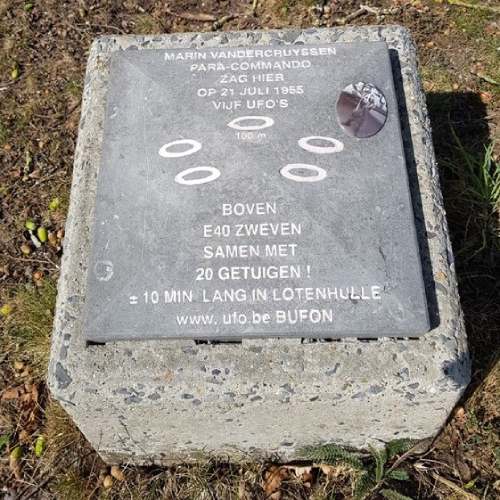 MARIN VANDERCRUYSSEN
PARA-COMMANDO
ZAG HIER
OP 21 JULI 1955
VIJF UFO'S
100 m
BOVEN
E40 ZWEVEN
SAMEN MET
20 GETUIGEN !
± 10 MIN LANG IN LOTENHULLE
www. ufo.be BUFON